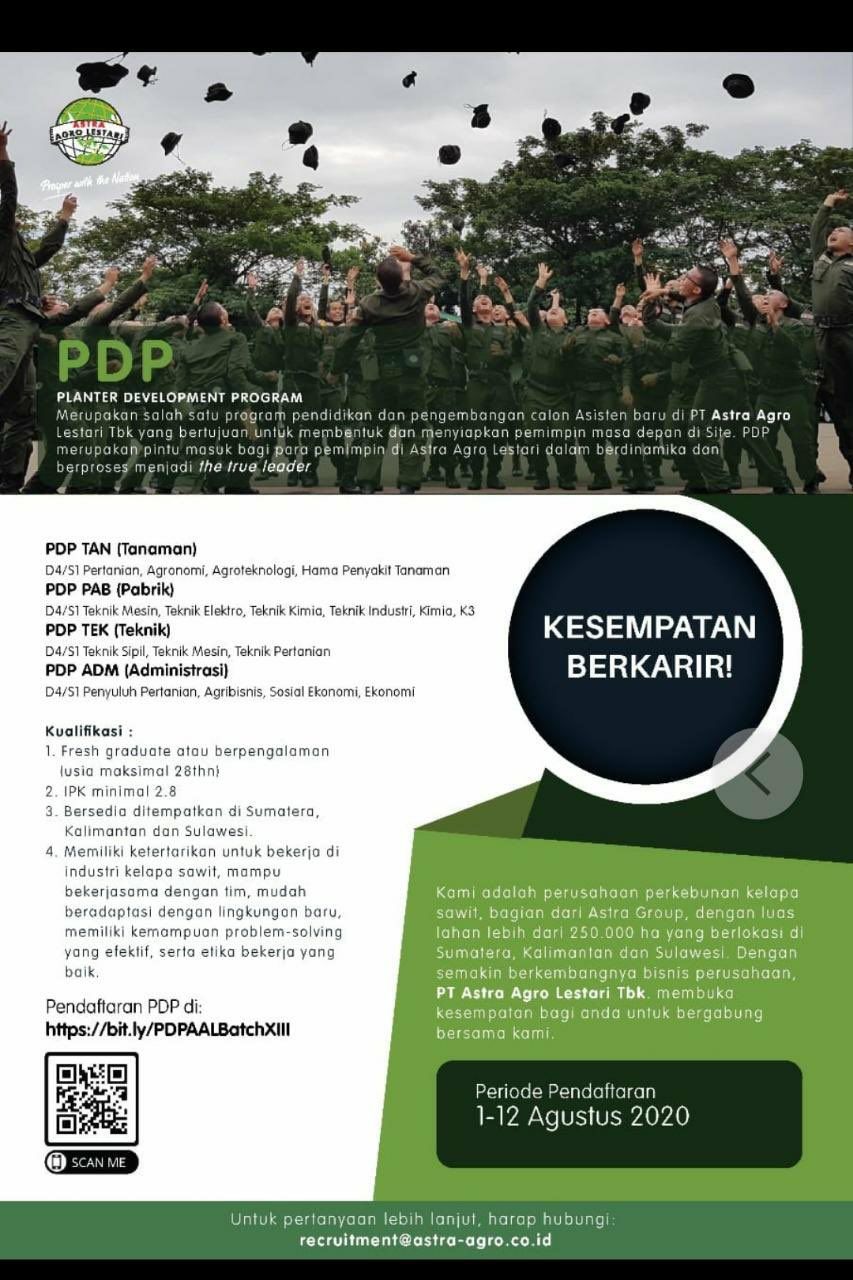 ASTRA
AGRO LESTARI
Prosper with the Nation
PDP
PLANTER DEVELOPMENT PROGRAM
Merupakan salah satu program pendidikan dan pengembangan calon Asisten baru di PT Astra Agro
Lestari Tbk yang bertujuan untuk membentuk dan menyiapkan pemimpin masa depan di Site. PDP
merupakan pintu masuk bagi para pemimpin di Astra Agro Lestari dalam berdinamika dan
berproses menjadi the true leader
PDP TAN (Tanaman)
D4/S1 Pertanian, Agronomi, Agroteknologi, Hama Penyakit Tanaman
PDP PAB (Pabrik)
D4/S1 Teknik Mesin, Teknik Elektro, Teknik Kimia, Teknik Industri, Kimia, K3
PDP TEK (Teknik)
D4/S1 Teknik Sipil, Teknik Mesin, Teknik Pertanian
PDP ADM (Administrasi)
D4/S1 Penyuluh Pertanian, Agribisnis, Sosial Ekonomi, Ekonomi
KESEMPATAN
BERKARIR!
Kualifikasi :
1. Fresh graduate atau berpengalaman
(usia maksimal 28thn)
2. IPK minimal 2.8
3. Bersedia ditempatkan di Sumatera,
Kalimantan dan Sulawesi.
4. Memiliki ketertarikan untuk bekerja di
industri kelapa sawit, mampu
bekerjasama dengan tim, mudah
beradaptasi dengan lingkungan baru,
memiliki kemampuan problem-solving
yang efektif, serta etika bekerja yang
baik.
Pendaftaran PDP di:
https://bit.ly/PDPAALBatchXIII
SCAN ME
Kami adalah perusahaan perkebunan kelapa
sawit, bagian dari Astra Group, dengan luas
lahan lebih dari 250.000 ha yang berlokasi di
Sumatera, Kalimantan dan Sulawesi. Dengan
semakin berkembangnya bisnis perusahaan,
PT Astra Agro Lestari Tbk. membuka
kesempatan bagi anda untuk bergabung
bersama kami.
Periode Pendaftaran
1-12 Agustus 2020
Untuk pertanyaan lebih lanjut, harap hubungi:
recruitment@astra-agro.co.id